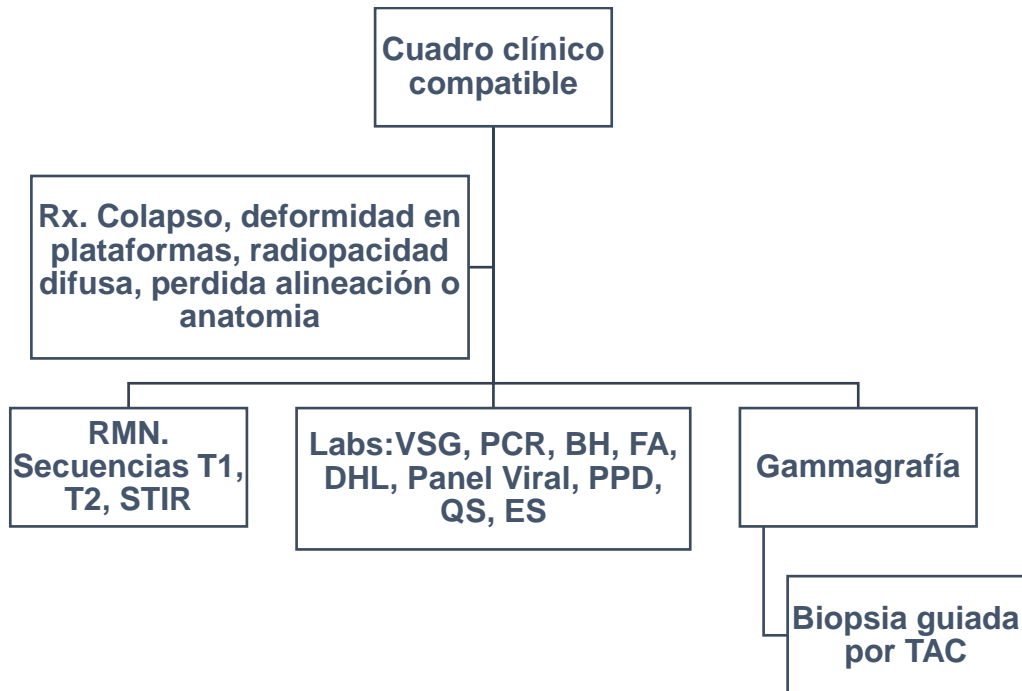 Cuadro clínico
compatible
Rx. Colapso, deformidad en
plataformas, radiopacidad
difusa, perdida alineación o
anatomia
RMN.
Secuencias T1,
T2, STIR
Labs:VSG, PCR, BH, FA,
DHL, Panel Viral, PPD,
QS, ES
Gammagrafía
Biopsia guiada
por TAC